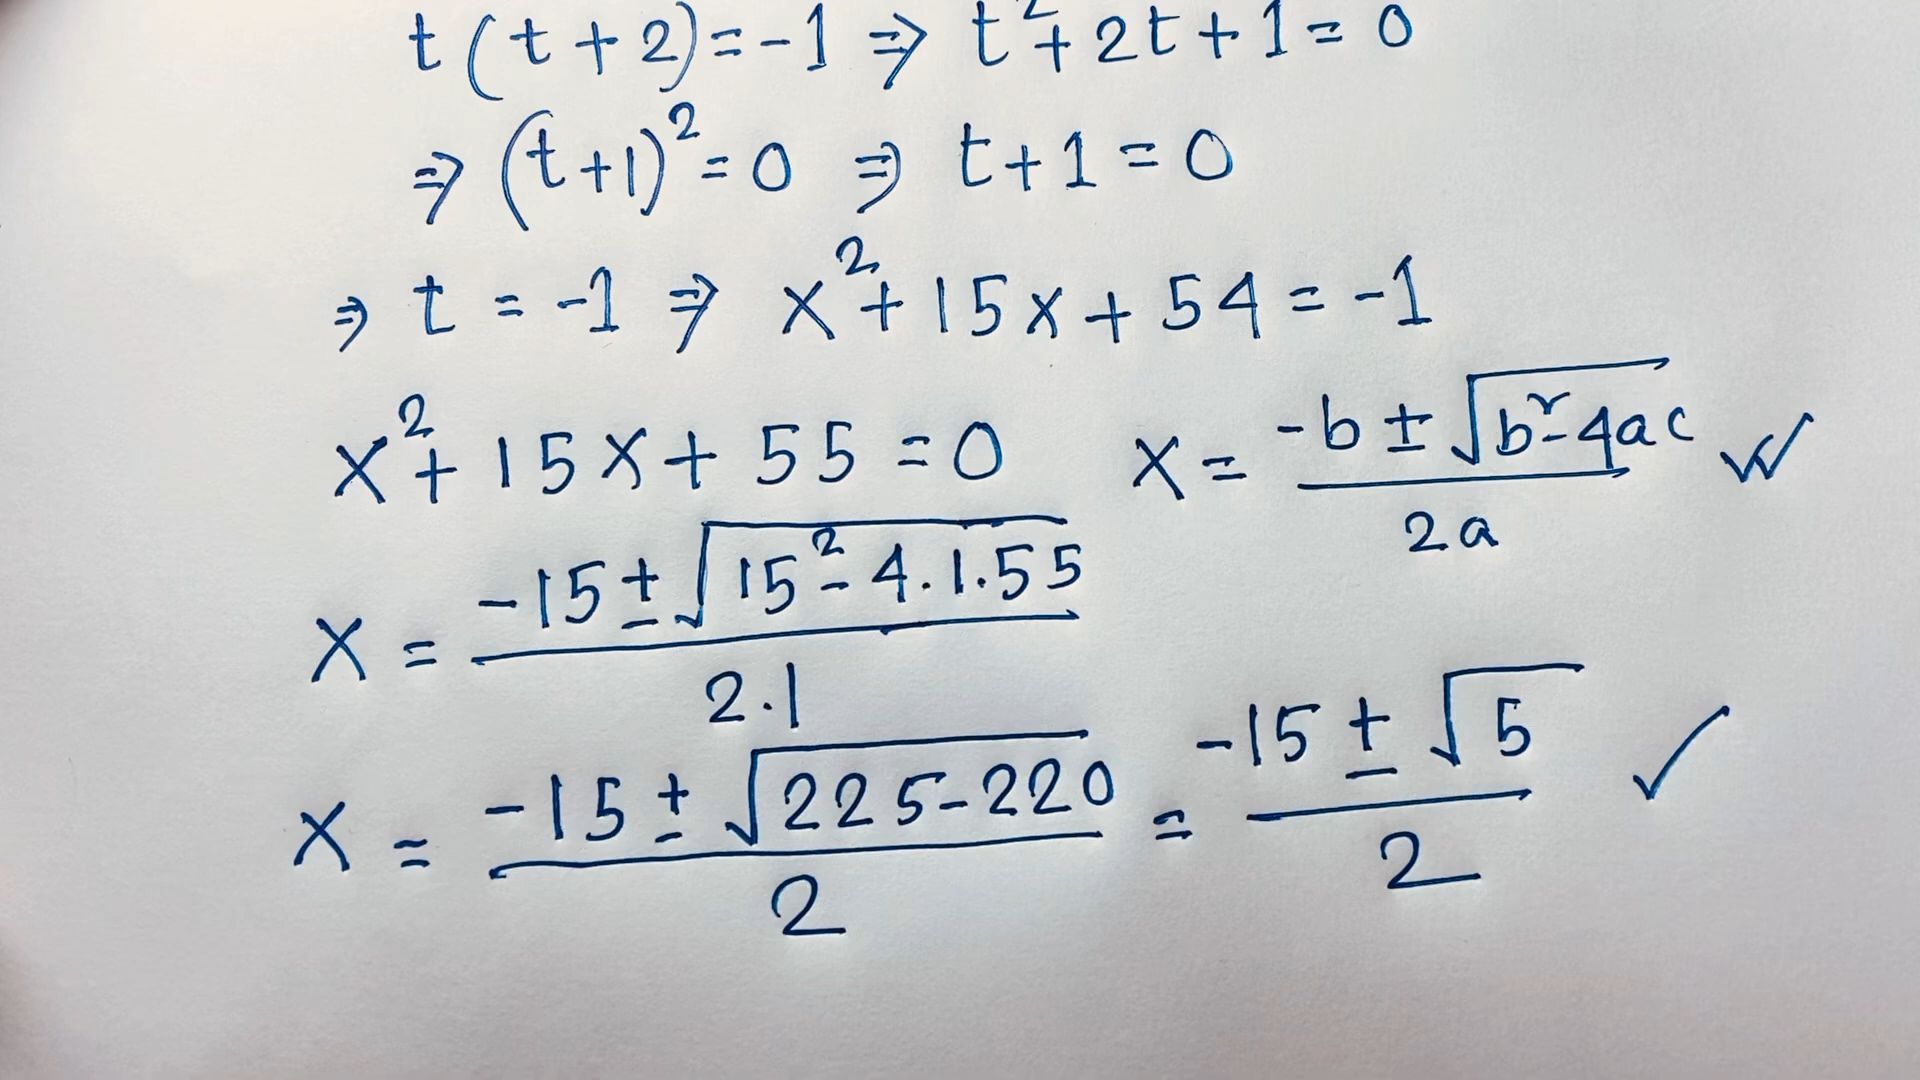 t(t+2)=-1 ⇒ t²+2t+1=0
⇒ (t+1)²=0 ⇒ t+1=0
⇒ t=-1 ⇒ x²+15x+54=-1
x²+15x+55=0   x = (-b±√(b²-4ac))/(2a) ✓✓
x = (-15±√(15²-4.1.55))/(2.1)
x = (-15±√(225-220))/2 = (-15±√5)/2 ✓